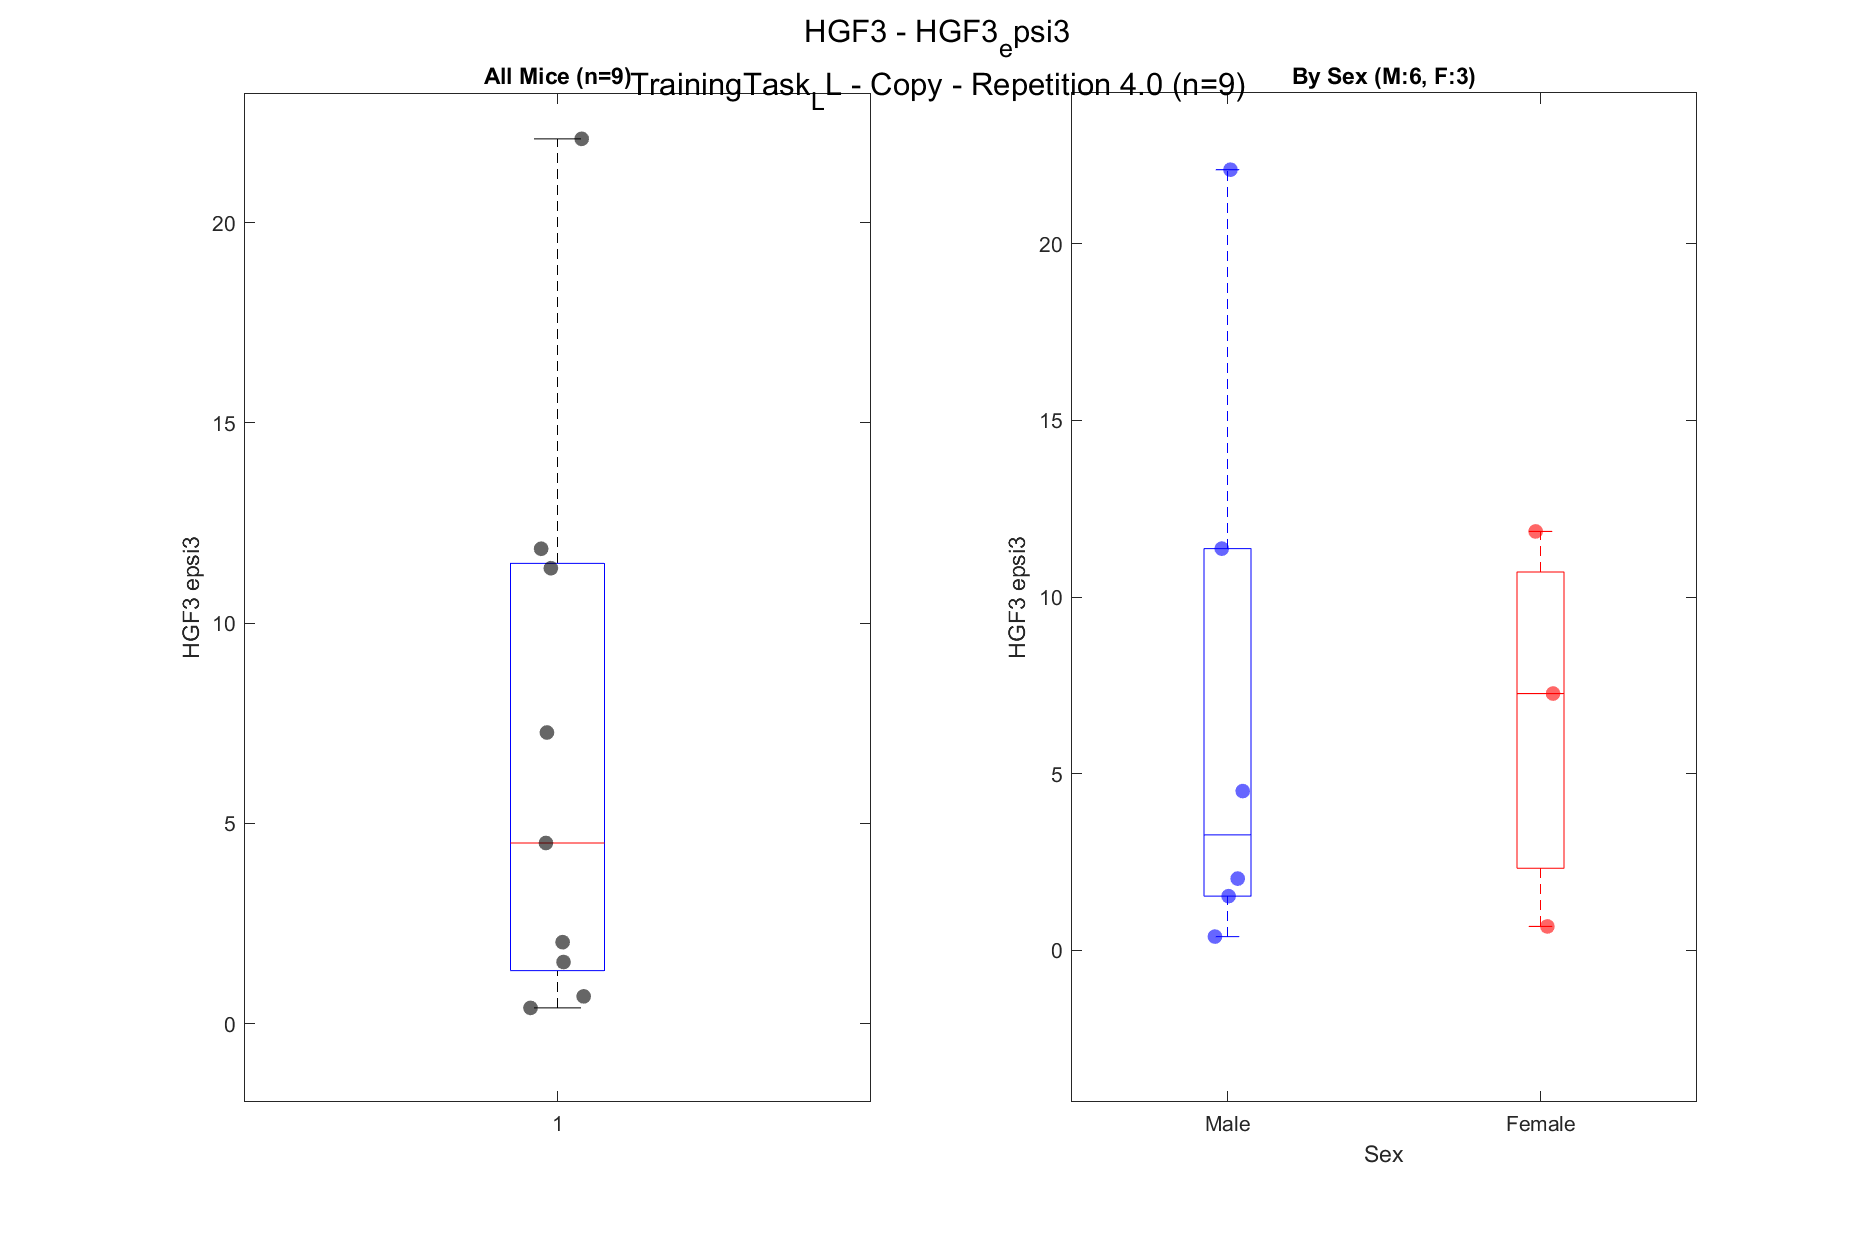 HGF3 - HGF3epsi3
TrainingTaskLL - Copy - Repetition 4.0 (n=9)
All Mice (n=9)
20
15
10
5
0
HGF3 epsi3
1
By Sex (M:6, F:3)
20
15
10
5
0
HGF3 epsi3
Male Female
Sex